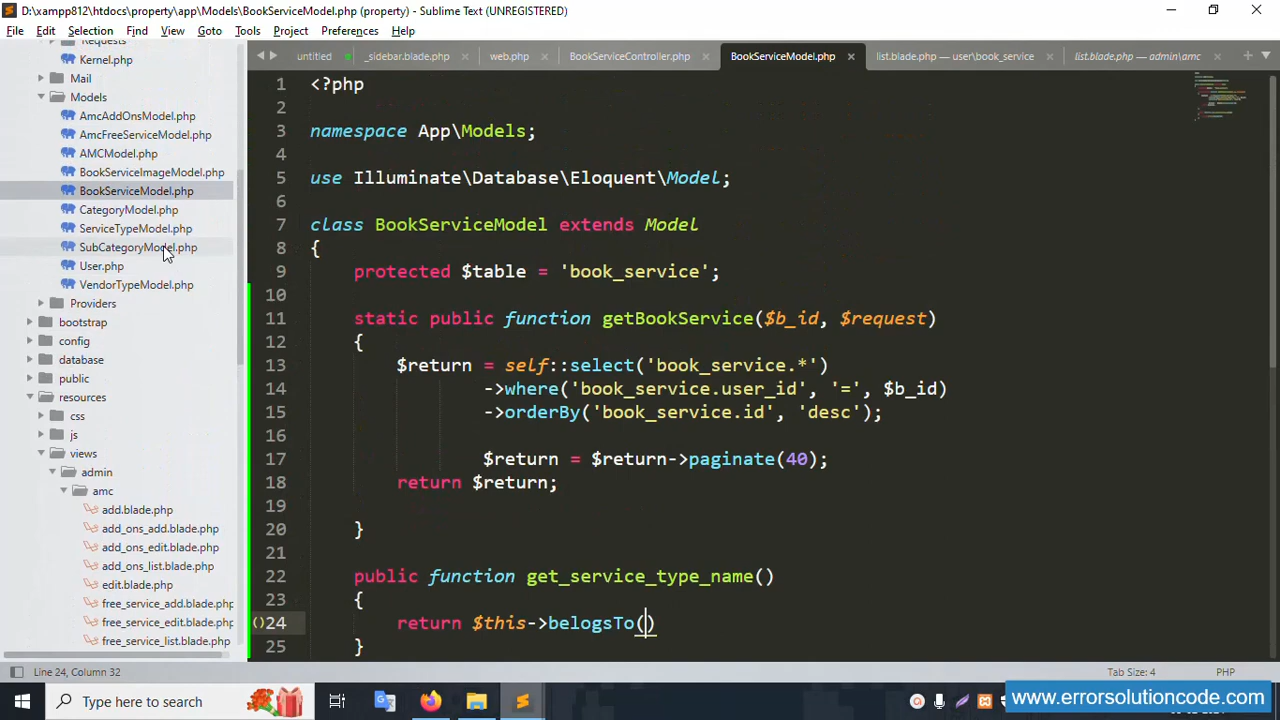 D:\xampp812\htdocs\property\app\Models\BookServiceModel.php (property) - Sublime Text (UNREGISTERED)
File Edit Selection Find View Goto Tools Project Preferences Help
Requests
Kernel.php
Mail
Models
AmcAddOnsModel.php
AmcFreeServiceModel.php
AMCModel.php
BookServiceImageModel.php
BookServiceModel.php
CategoryModel.php
ServiceTypeModel.php
SubCategoryModel.php
User.php
VendorTypeModel.php
Providers
bootstrap
config
database
public
resources
css
js
views
admin
amc
add.blade.php
add_ons_add.blade.php
add_ons_edit.blade.php
add_ons_list.blade.php
edit.blade.php
free_service_add.blade.php
free_service_edit.blade.php
free_service_list.blade.php
untitled _sidebar.blade.php web.php BookServiceController.php BookServiceModel.php list.blade.php — user\book_service list.blade.php — admin\amc
1 <?php
2
3 namespace App\Models;
4
5 use Illuminate\Database\Eloquent\Model;
6
7 class BookServiceModel extends Model
8 {
9 protected $table = 'book_service';
10
11 static public function getBookService($b_id, $request)
12 {
13 $return = self::select('book_service.*')
14 ->where('book_service.user_id', '=', $b_id)
15 ->orderBy('book_service.id', 'desc');
16
17 $return = $return->paginate(40);
18 return $return;
19
20 }
21
22 public function get_service_type_name()
23 {
24 return $this->belogsTo()
25 }
Line 24, Column 32 Tab Size: 4 PHP
Type here to search
www.errorsolutioncode.com